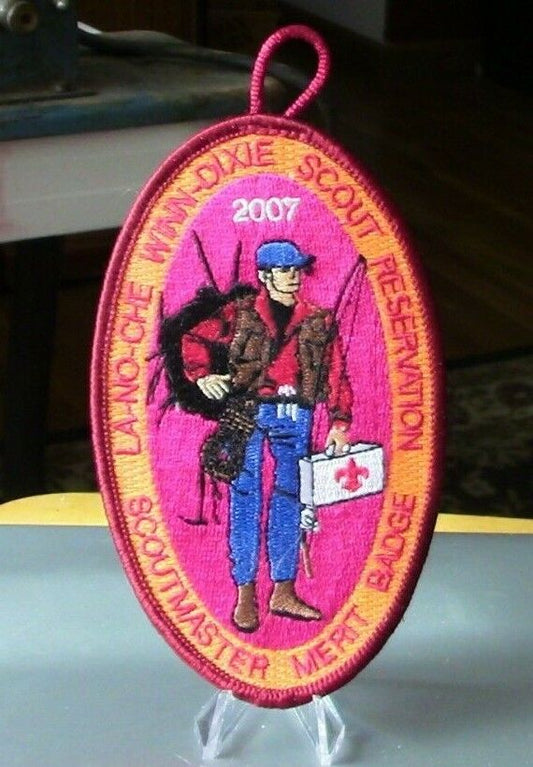 LA-NO-CHE WINN-DIXIE SCOUT RESERVATION
2007
SCOUTMASTER MERIT BADGE